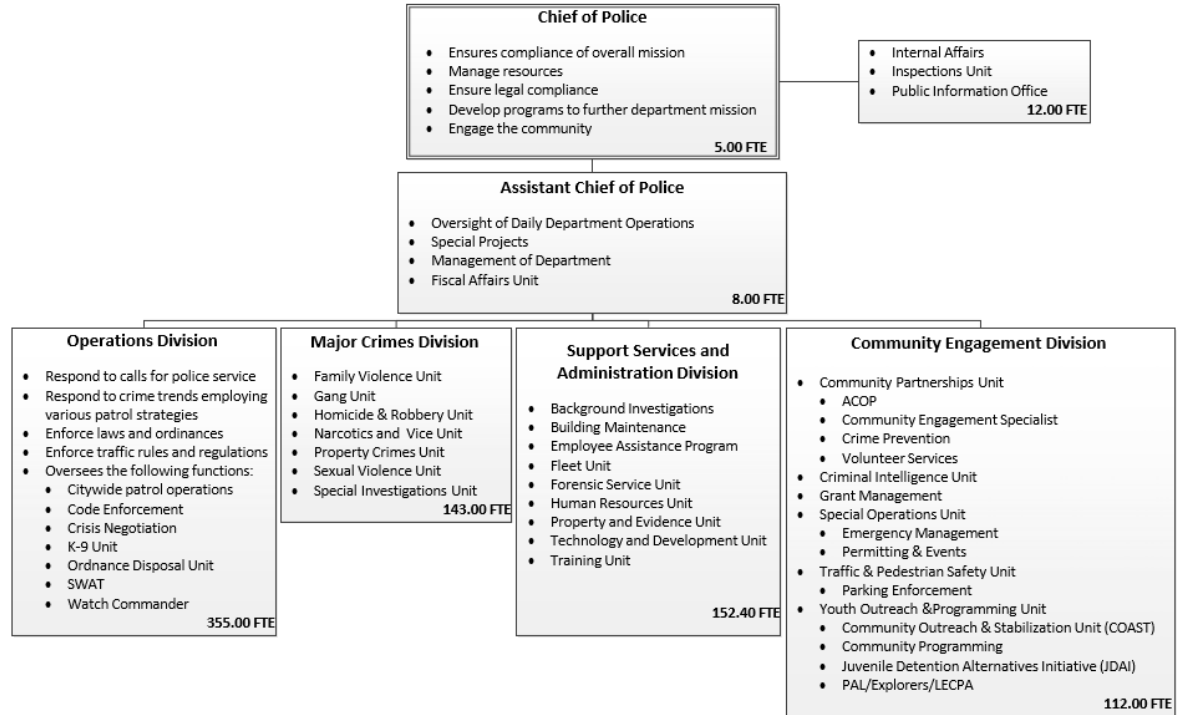 Chief of Police
• Ensures compliance of overall mission
• Manage resources
• Ensure legal compliance
• Develop programs to further department mission
• Engage the community
5.00 FTE
• Internal Affairs
• Inspections Unit
• Public Information Office
12.00 FTE
Assistant Chief of Police
• Oversight of Daily Department Operations
• Special Projects
• Management of Department
• Fiscal Affairs Unit
8.00 FTE
Operations Division
• Respond to calls for police service
• Respond to crime trends employing
various patrol strategies
• Enforce laws and ordinances
• Enforce traffic rules and regulations
• Oversees the following functions:
• Citywide patrol operations
• Code Enforcement
• Crisis Negotiation
• K-9 Unit
• Ordnance Disposal Unit
• SWAT
• Watch Commander
355.00 FTE
Major Crimes Division
• Family Violence Unit
• Gang Unit
• Homicide & Robbery Unit
• Narcotics and Vice Unit
• Property Crimes Unit
• Sexual Violence Unit
• Special Investigations Unit
143.00 FTE
Support Services and
Administration Division
• Background Investigations
• Building Maintenance
• Employee Assistance Program
• Fleet Unit
• Forensic Service Unit
• Human Resources Unit
• Property and Evidence Unit
• Technology and Development Unit
• Training Unit
152.40 FTE
Community Engagement Division
• Community Partnerships Unit
• ACOP
• Community Engagement Specialist
• Crime Prevention
• Volunteer Services
• Criminal Intelligence Unit
• Grant Management
• Special Operations Unit
• Emergency Management
• Permitting & Events
• Traffic & Pedestrian Safety Unit
• Parking Enforcement
• Youth Outreach &Programming Unit
• Community Outreach & Stabilization Unit (COAST)
• Community Programming
• Juvenile Detention Alternatives Initiative (JDAI)
• PAL/Explorers/LECPA
112.00 FTE